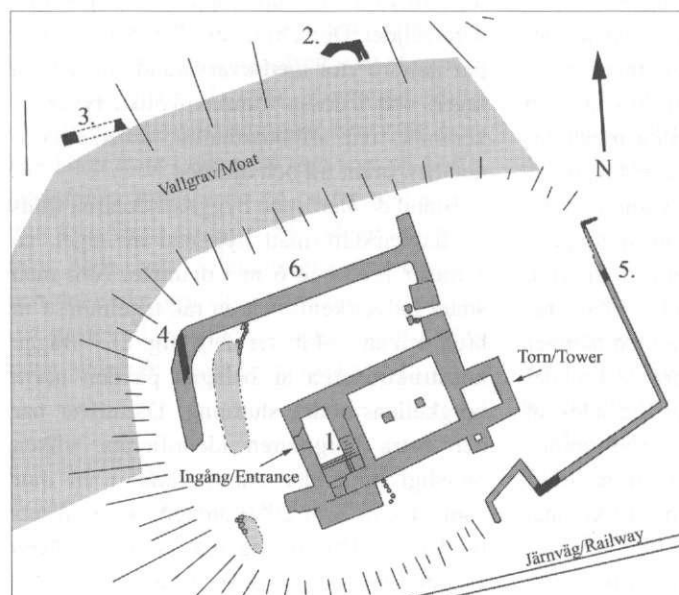 2.
3.
Vallgrav/Moat
N
6.
5.
4.
Torn/Tower
1.
Ingång/Entrance
Järnväg/Railway